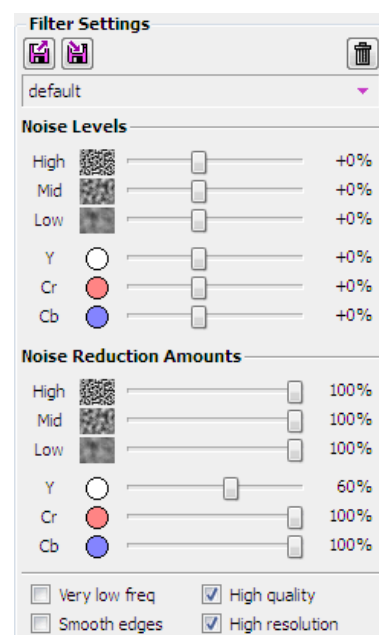 Filter Settings
default
Noise Levels
High +0%
Mid +0%
Low +0%
Y +0%
Cr +0%
Cb +0%
Noise Reduction Amounts
High 100%
Mid 100%
Low 100%
Y 60%
Cr 100%
Cb 100%
Very low freq High quality
Smooth edges High resolution